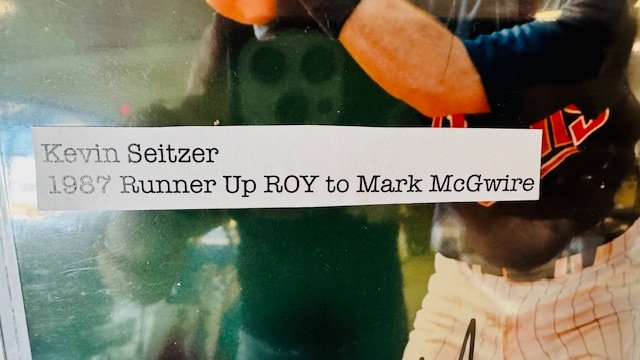 Kevin Seitzer
1987 Runner Up ROY to Mark McGwire